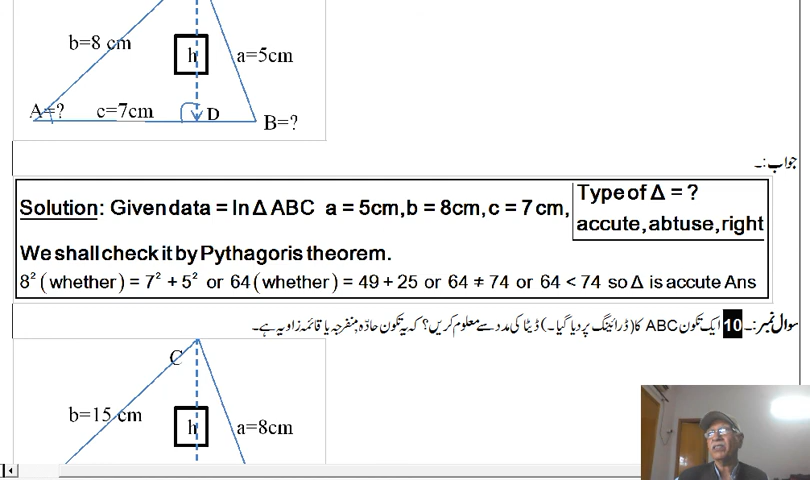 b=8 cm
h
a=5cm
A=?
c=7cm
D
B=?
جواب:۔
Solution: Given data = In Δ ABC a = 5cm, b = 8cm, c = 7 cm, Type of Δ = ?
accute, abtuse, right
We shall check it by Pythagoris theorem.
8² (whether) = 7² + 5² or 64 (whether) = 49 + 25 or 64 ≠ 74 or 64 < 74 so Δ is accute Ans
سوال نمبر:۔ 10 ایک تکون ABC کا (ڈرائینگ پر دیا گیا۔) ڈیٹا کی مدد سے معلوم کریں؟ کہ یہ تکون حادّہ، منفرجہ یا قائمہ زاویہ ہے۔
C
b=15 cm
h
a=8cm